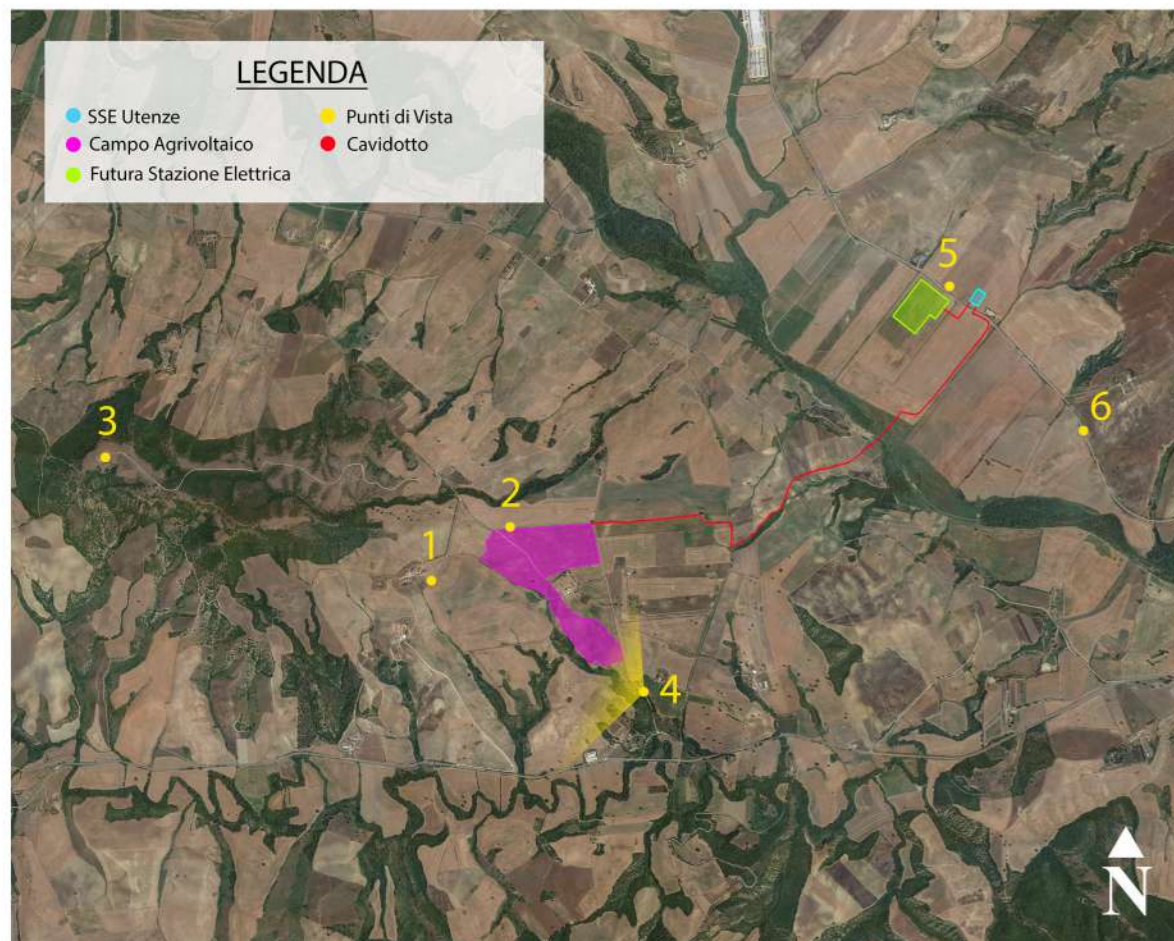 LEGENDA
SSE Utenze
Campo Agrivoltaico
Futura Stazione Elettrica
Punti di Vista
Cavidotto
5
6
3
2
1
4
N